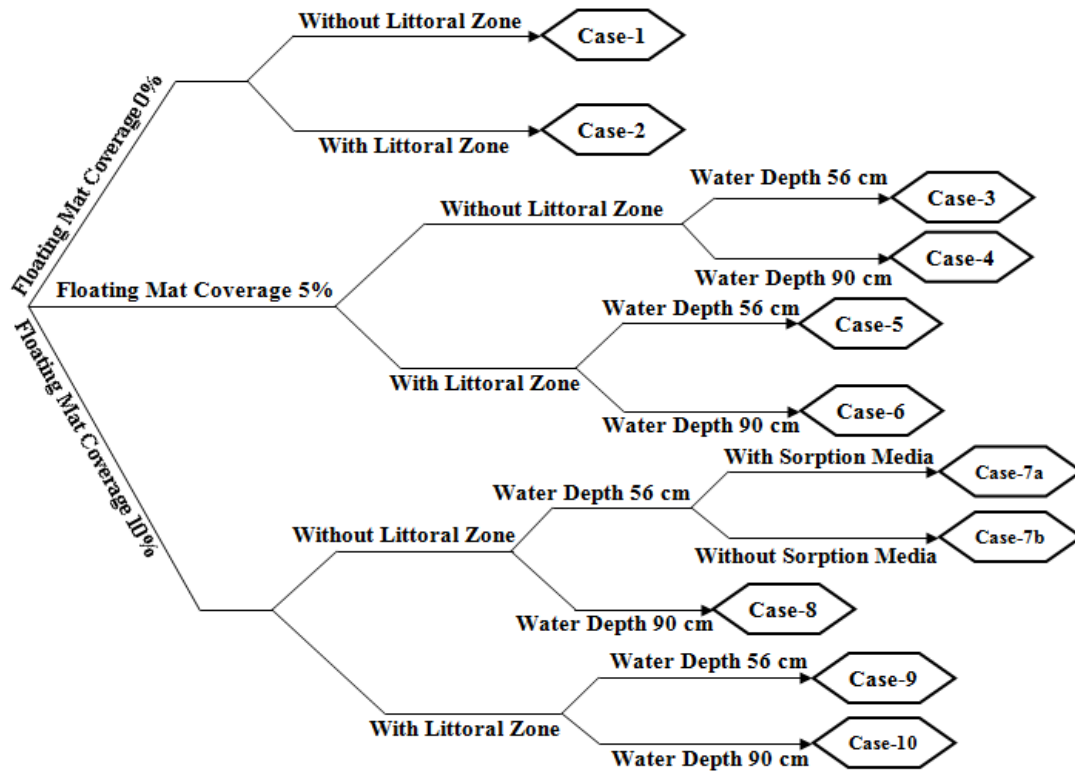 Without Littoral Zone
Case-1
Floating Mat Coverage 0%
With Littoral Zone
Case-2
Water Depth 56 cm
Case-3
Without Littoral Zone
Case-4
Water Depth 90 cm
Floating Mat Coverage 5%
Water Depth 56 cm
Case-5
With Littoral Zone
Case-6
Water Depth 90 cm
Floating Mat Coverage 10%
With Sorption Media
Case-7a
Water Depth 56 cm
Without Littoral Zone
Case-7b
Without Sorption Media
Case-8
Water Depth 90 cm
Water Depth 56 cm
Case-9
With Littoral Zone
Case-10
Water Depth 90 cm